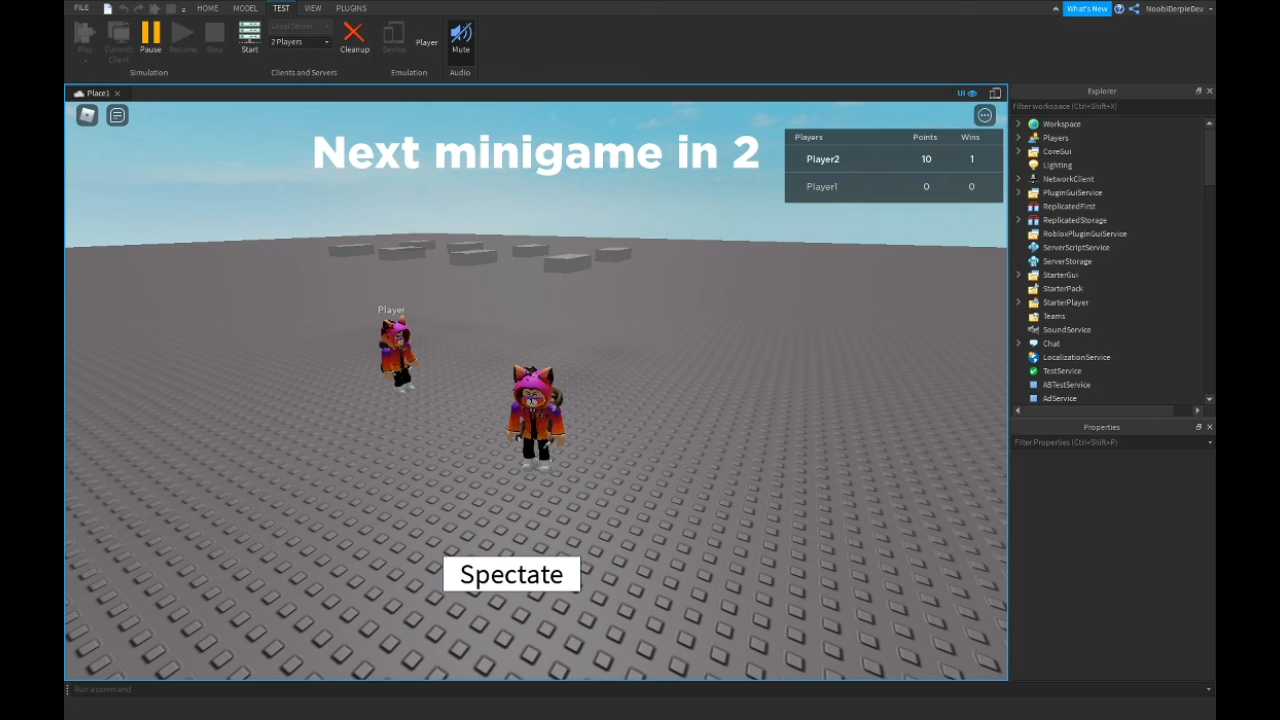 FILE HOME MODEL TEST VIEW PLUGINS What's New NoobiDerpieDev
Play Current Client Pause Resume Stop Start Local Server 2 Players Cleanup Device Player Mute
Simulation Clients and Servers Emulation Audio
Place1 UI
Next minigame in 2
Players Points Wins
Player2 10 1
Player1 0 0
Player
Spectate
Explorer
Filter workspace (Ctrl+Shift+X)
Workspace
Players
CoreGui
Lighting
NetworkClient
PluginGuiService
ReplicatedFirst
ReplicatedStorage
RobloxPluginGuiService
ServerScriptService
ServerStorage
StarterGui
StarterPack
StarterPlayer
Teams
SoundService
Chat
LocalizationService
TestService
ABTestService
AdService
Properties
Filter Properties (Ctrl+Shift+P)
Run a command